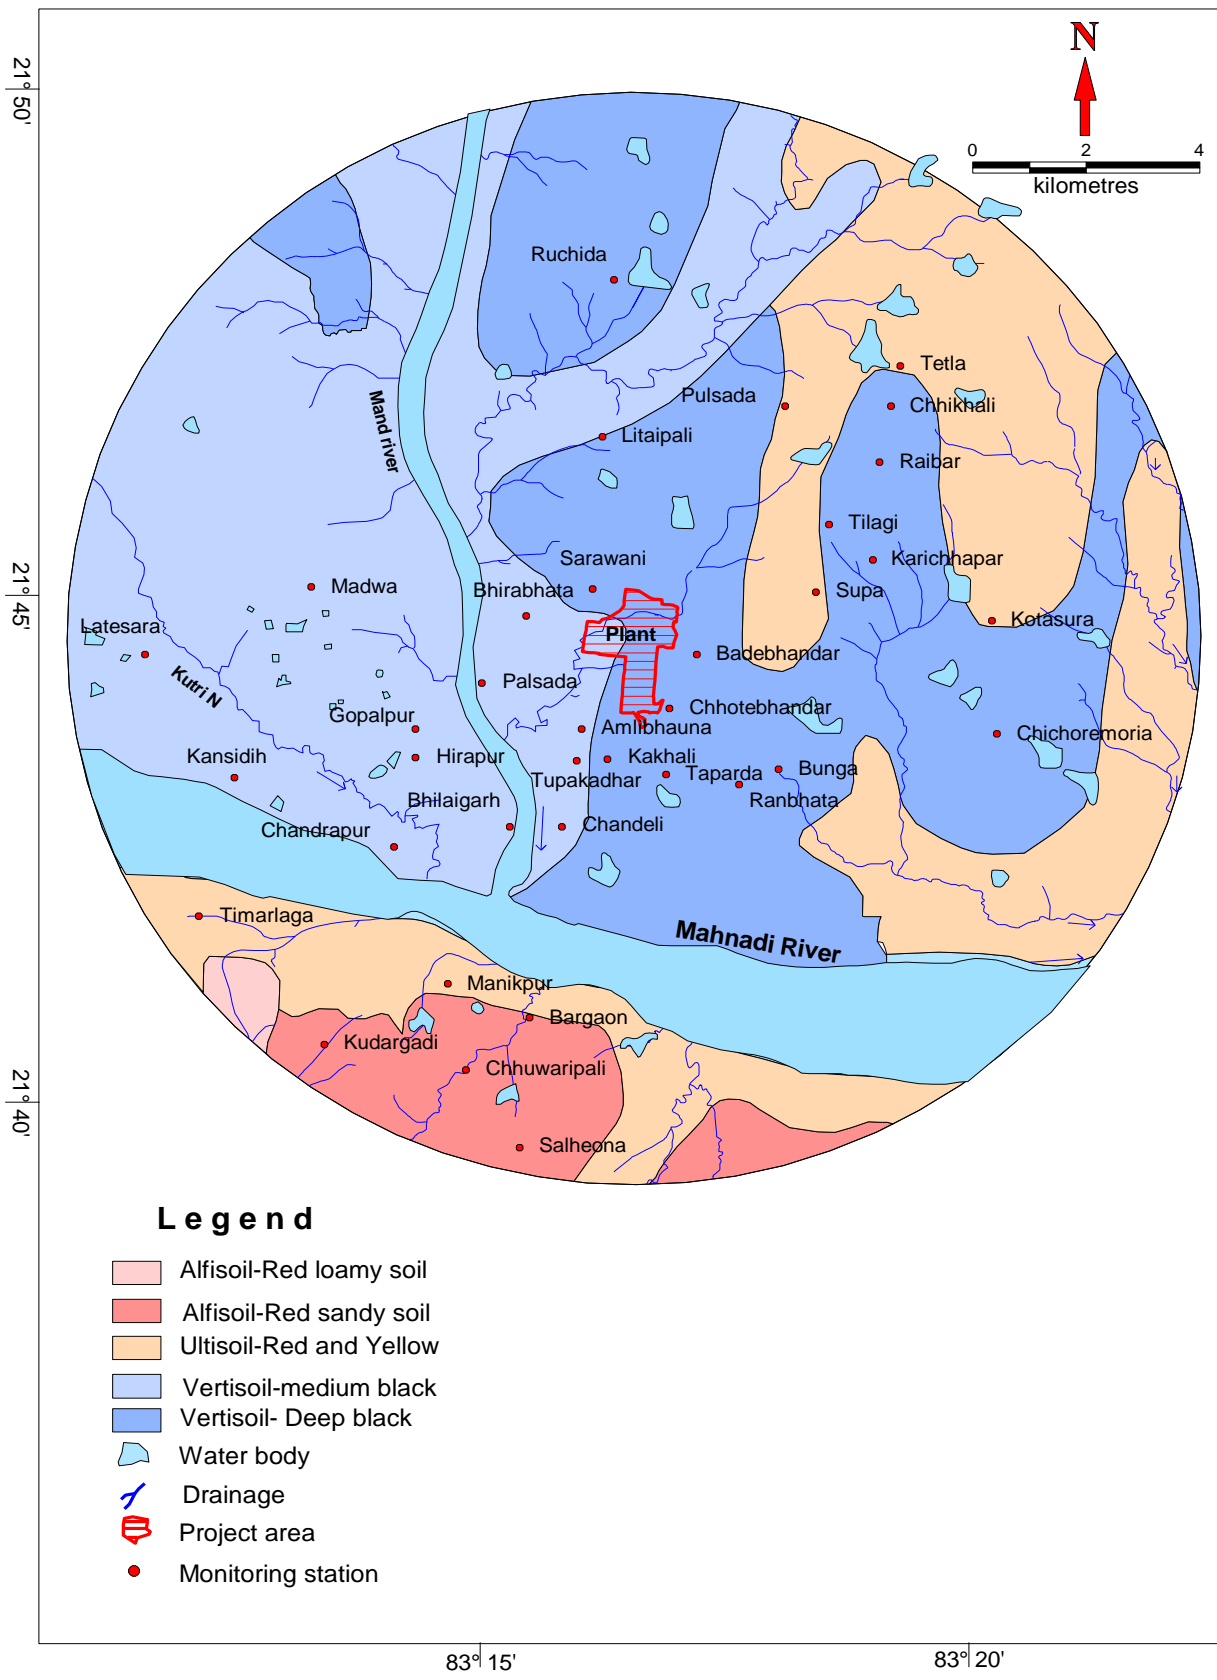 N
21° 50'
0 2 4
kilometres
Ruchida
Tetla
Pulsada
Chhikhali
Mand river
Litaipali
Raibar
Tilagi
Sarawani
Karichhapar
Madwa
Bhirabhata
Supa
21° 45'
Latesara
Plant
Kotasura
Badebhandar
Kutri N
Palsada
Chhotebhandar
Gopalpur
Amlibhauna
Chichoremoria
Kansidih
Hirapur
Kakhali
Tupakadhar
Taparda
Bunga
Ranbhata
Bhilaigarh
Chandrapur
Chandeli
Timarlaga
Mahnadi River
Manikpur
Bargaon
Kudargadi
Chhuwaripali
21° 40'
Salheona
Legend
Alfisoil-Red loamy soil
Alfisoil-Red sandy soil
Ultisoil-Red and Yellow
Vertisoil-medium black
Vertisoil- Deep black
Water body
Drainage
Project area
Monitoring station
83° 15'
83° 20'